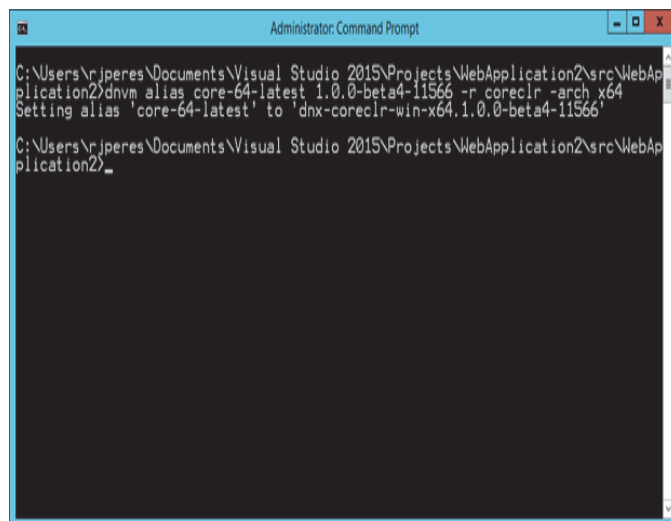 Administrator: Command Prompt
C:\Users\rjperes\Documents\Visual Studio 2015\Projects\WebApplication2\src\WebAp
plication2>dnvm alias core-64-latest 1.0.0-beta4-11566 -r coreclr -arch x64
Setting alias 'core-64-latest' to 'dnx-coreclr-win-x64.1.0.0-beta4-11566'
C:\Users\rjperes\Documents\Visual Studio 2015\Projects\WebApplication2\src\WebAp
plication2>_